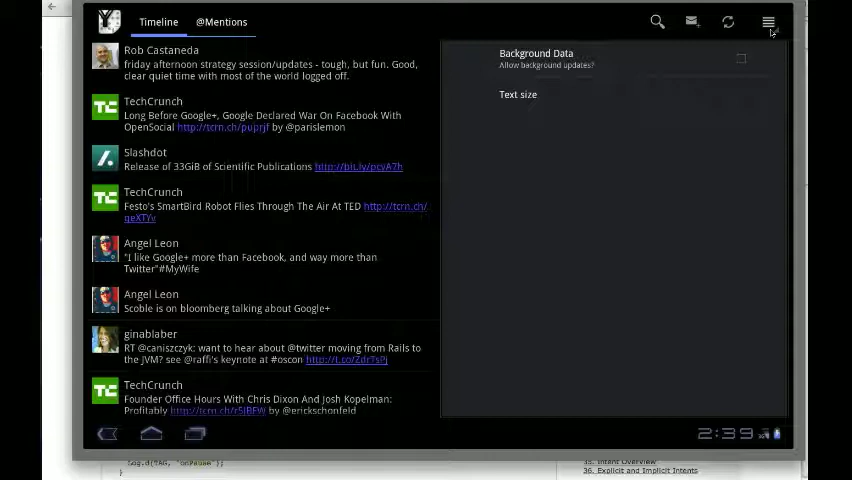 Timeline
@Mentions
Rob Castaneda
friday afternoon strategy session/updates - tough, but fun. Good,
clear quiet time with most of the world logged off.
TechCrunch
Long Before Google+, Google Declared War On Facebook With
OpenSocial http://tcrn.ch/puprjf by @parislemon
Slashdot
Release of 33GiB of Scientific Publications http://bit.ly/pcyA7h
TechCrunch
Festo's SmartBird Robot Flies Through The Air At TED http://tcrn.ch/
qeXTYv
Angel Leon
"I like Google+ more than Facebook, and way more than
Twitter"#MyWife
Angel Leon
Scoble is on bloomberg talking about Google+
ginablaber
RT @caniszczyk: want to hear about @twitter moving from Rails to
the JVM? see @raffi's keynote at #oscon http://t.co/ZdrTsPj
TechCrunch
Founder Office Hours With Chris Dixon And Josh Kopelman:
Profitably http://tcrn.ch/r5JBFW by @erickschonfeld
Background Data
Allow background updates?
Text size
2:39
Log.d(TAG, "onPause");
}
35. Intent Overview
36. Explicit and Implicit Intents